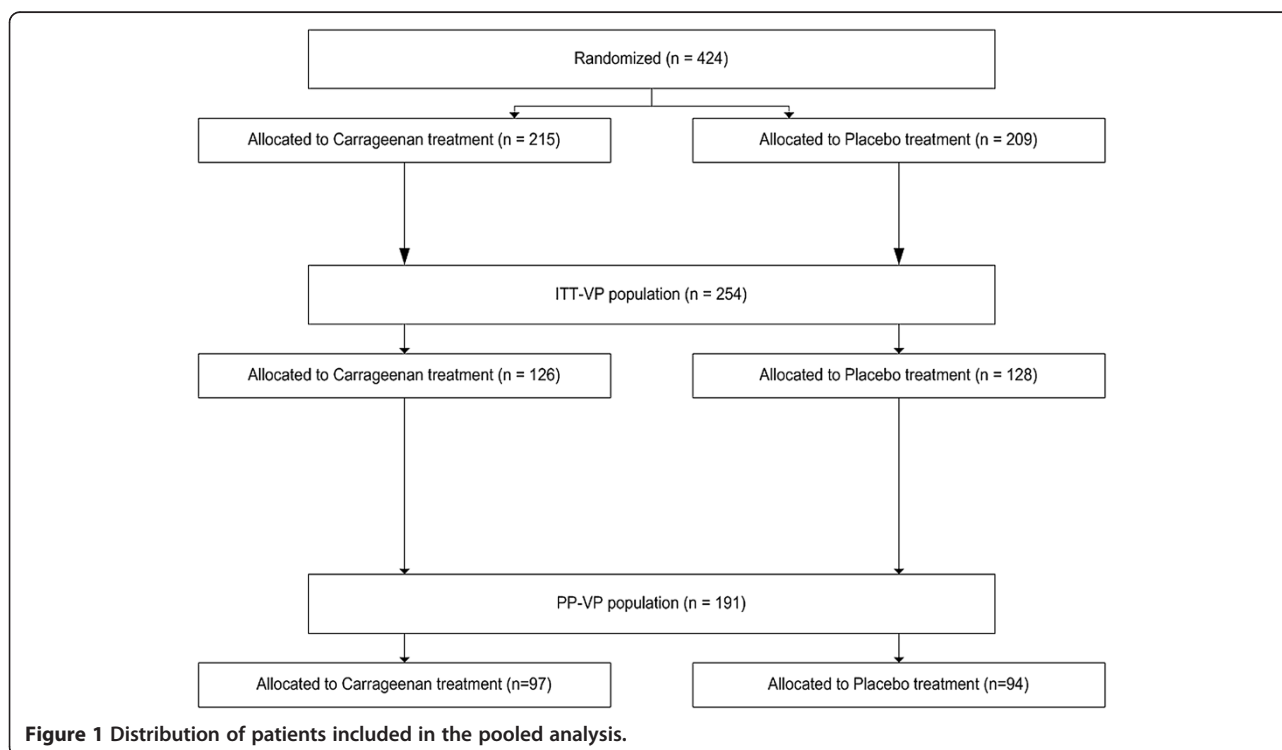 Randomized (n = 424)
Allocated to Carrageenan treatment (n = 215)
Allocated to Placebo treatment (n = 209)
ITT-VP population (n = 254)
Allocated to Carrageenan treatment (n = 126)
Allocated to Placebo treatment (n = 128)
PP-VP population (n = 191)
Allocated to Carrageenan treatment (n=97)
Allocated to Placebo treatment (n=94)
Figure 1 Distribution of patients included in the pooled analysis.